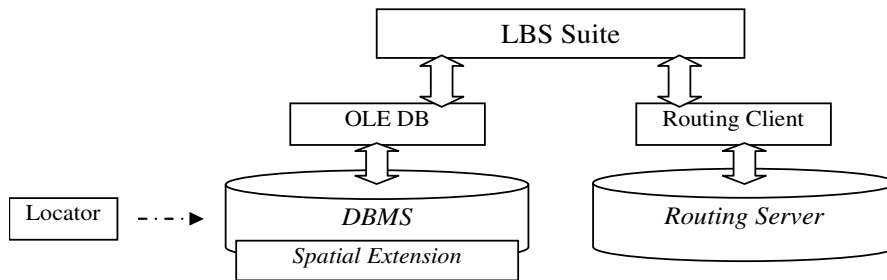 LBS Suite
OLE DB
Routing Client
Locator
DBMS
Routing Server
Spatial Extension